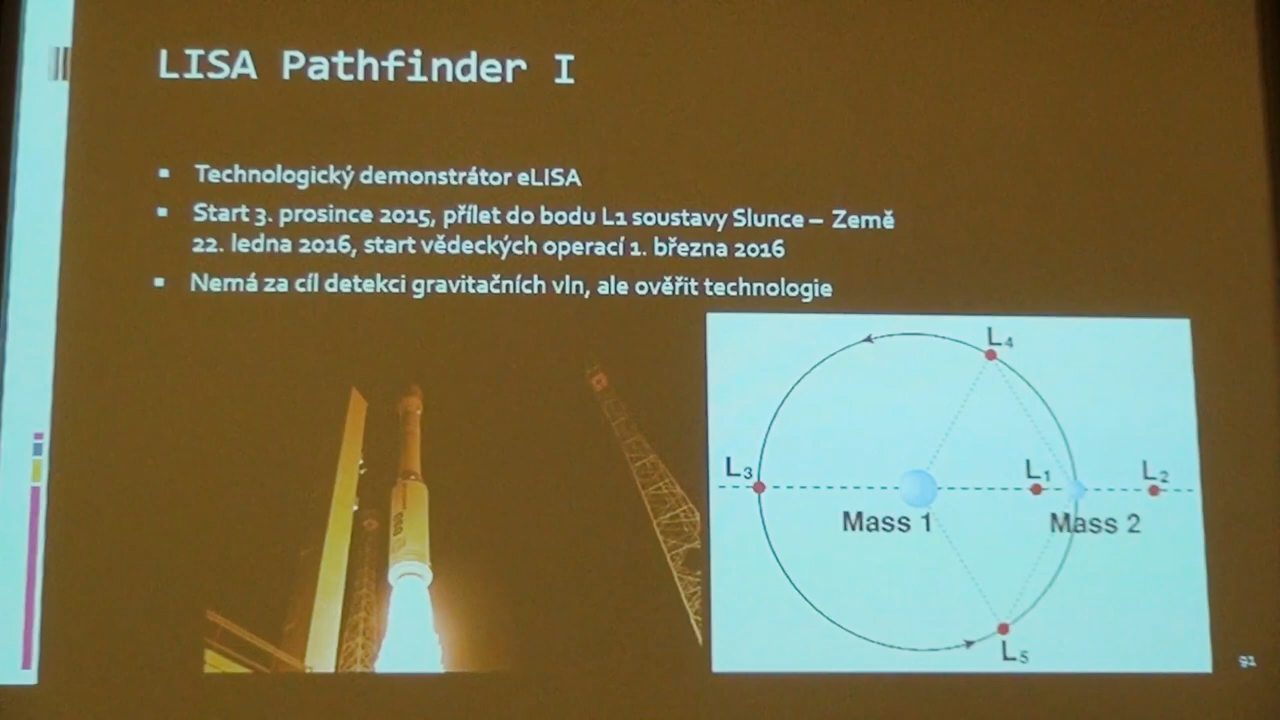 LISA Pathfinder I
▪ Technologický demonstrátor eLISA
▪ Start 3. prosince 2015, přílet do bodu L1 soustavy Slunce – Země
22. ledna 2016, start vědeckých operací 1. března 2016
▪ Nemá za cíl detekci gravitačních vln, ale ověřit technologie
L4
L3
L1
L2
Mass 1
Mass 2
L5
esa
91